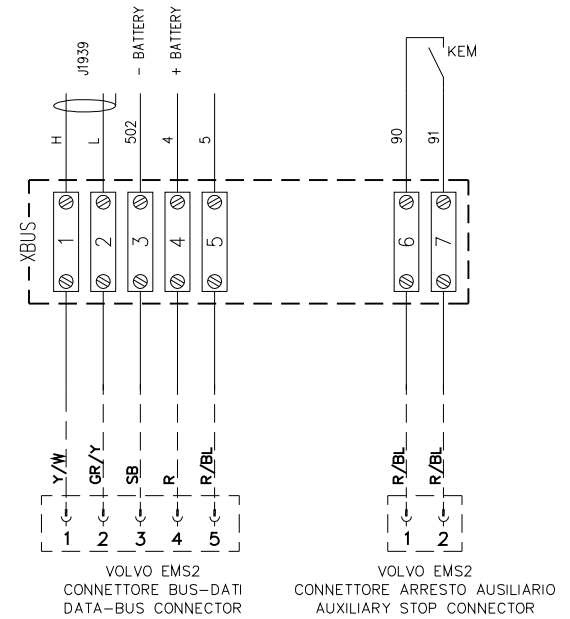 J1939
- BATTERY
+ BATTERY
KEM
H
L
502
4
5
90
91
XBUS
1
2
3
4
5
6
7
Y/W
GR/Y
SB
R
R/BL
R/BL
R/BL
1
2
3
4
5
1
2
VOLVO EMS2
CONNETTORE BUS-DATI
DATA-BUS CONNECTOR
VOLVO EMS2
CONNETTORE ARRESTO AUSILIARIO
AUXILIARY STOP CONNECTOR